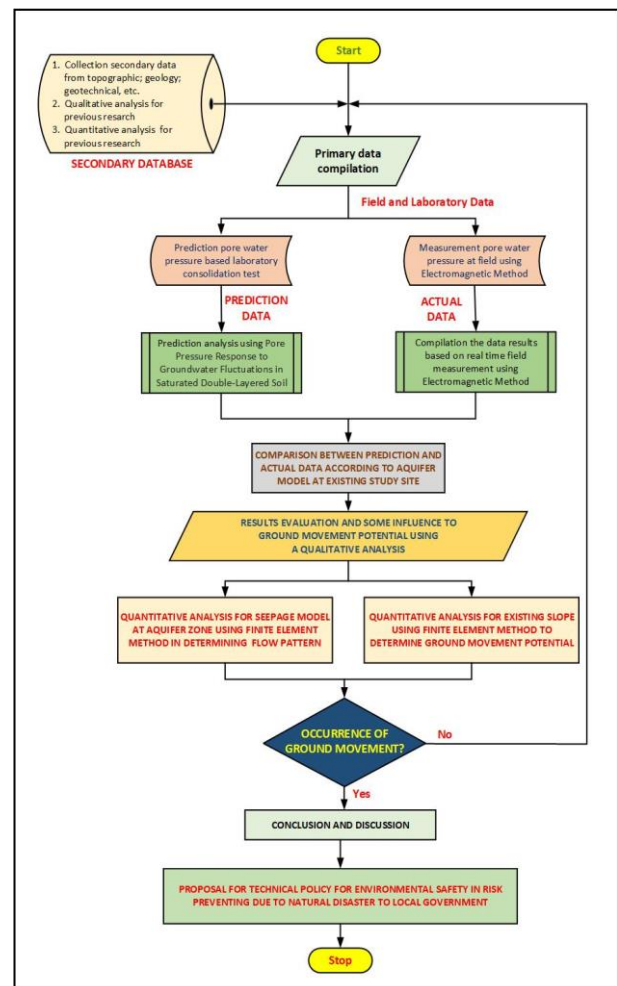 Start
1. Collection secondary data
from topographic; geology;
geotechnical, etc.
2. Qualitative analysis for
previous resarch
3. Quantitative analysis for
previous research
SECONDARY DATABASE
Primary data
compilation
Field and Laboratory Data
Prediction pore water
pressure based laboratory
consolidation test
Measurement pore water
pressure at field using
Electromagnetic Method
PREDICTION
DATA
ACTUAL
DATA
Prediction analysis using Pore
Pressure Response to
Groundwater Fluctuations in
Saturated Double-Layered Soil
Compilation the data results
based on real time field
measurement using
Electromagnetic Method
COMPARISON BETWEEN PREDICTION AND
ACTUAL DATA ACCORDING TO AQUIFER
MODEL AT EXISTING STUDY SITE
RESULTS EVALUATION AND SOME INFLUENCE TO
GROUND MOVEMENT POTENTIAL USING
A QUALITATIVE ANALYSIS
QUANTITATIVE ANALYSIS FOR SEEPAGE MODEL
AT AQUIFER ZONE USING FINITE ELEMENT
METHOD IN DETERMINING FLOW PATTERN
QUANTITATIVE ANALYSIS FOR EXISTING SLOPE
USING FINITE ELEMENT METHOD TO
DETERMINE GROUND MOVEMENT POTENTIAL
OCCURRENCE OF
GROUND MOVEMENT?
No
Yes
CONCLUSION AND DISCUSSION
PROPOSAL FOR TECHNICAL POLICY FOR ENVIRONMENTAL SAFETY IN RISK
PREVENTING DUE TO NATURAL DISASTER TO LOCAL GOVERNMENT
Stop